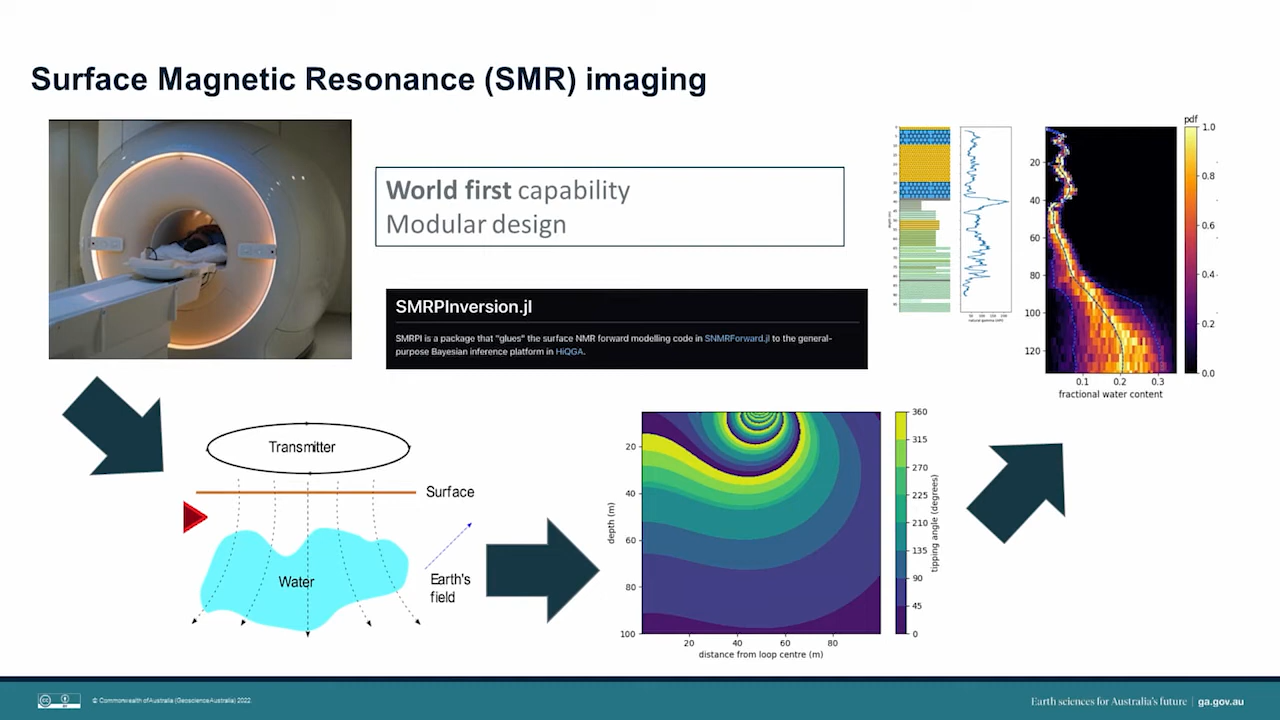 Surface Magnetic Resonance (SMR) imaging
World first capability
Modular design
SMRPInversion.jl
SMRPI is a package that "glues" the surface NMR forward modelling code in SNMRForward.jl to the general-
purpose Bayesian inference platform in HiQGA.
pdf
1.0
0.8
0.6
0.4
0.2
0.0
20
40
60
80
100
120
0.1 0.2 0.3
fractional water content
Transmitter
Surface
Water
Earth's
field
depth (m)
20
40
60
80
100
20 40 60 80
distance from loop centre (m)
360
315
270
225
210
135
90
45
0
tipping angle (degrees)
© Commonwealth of Australia (Geoscience Australia) 2022
Earth sciences for Australia's future | ga.gov.au